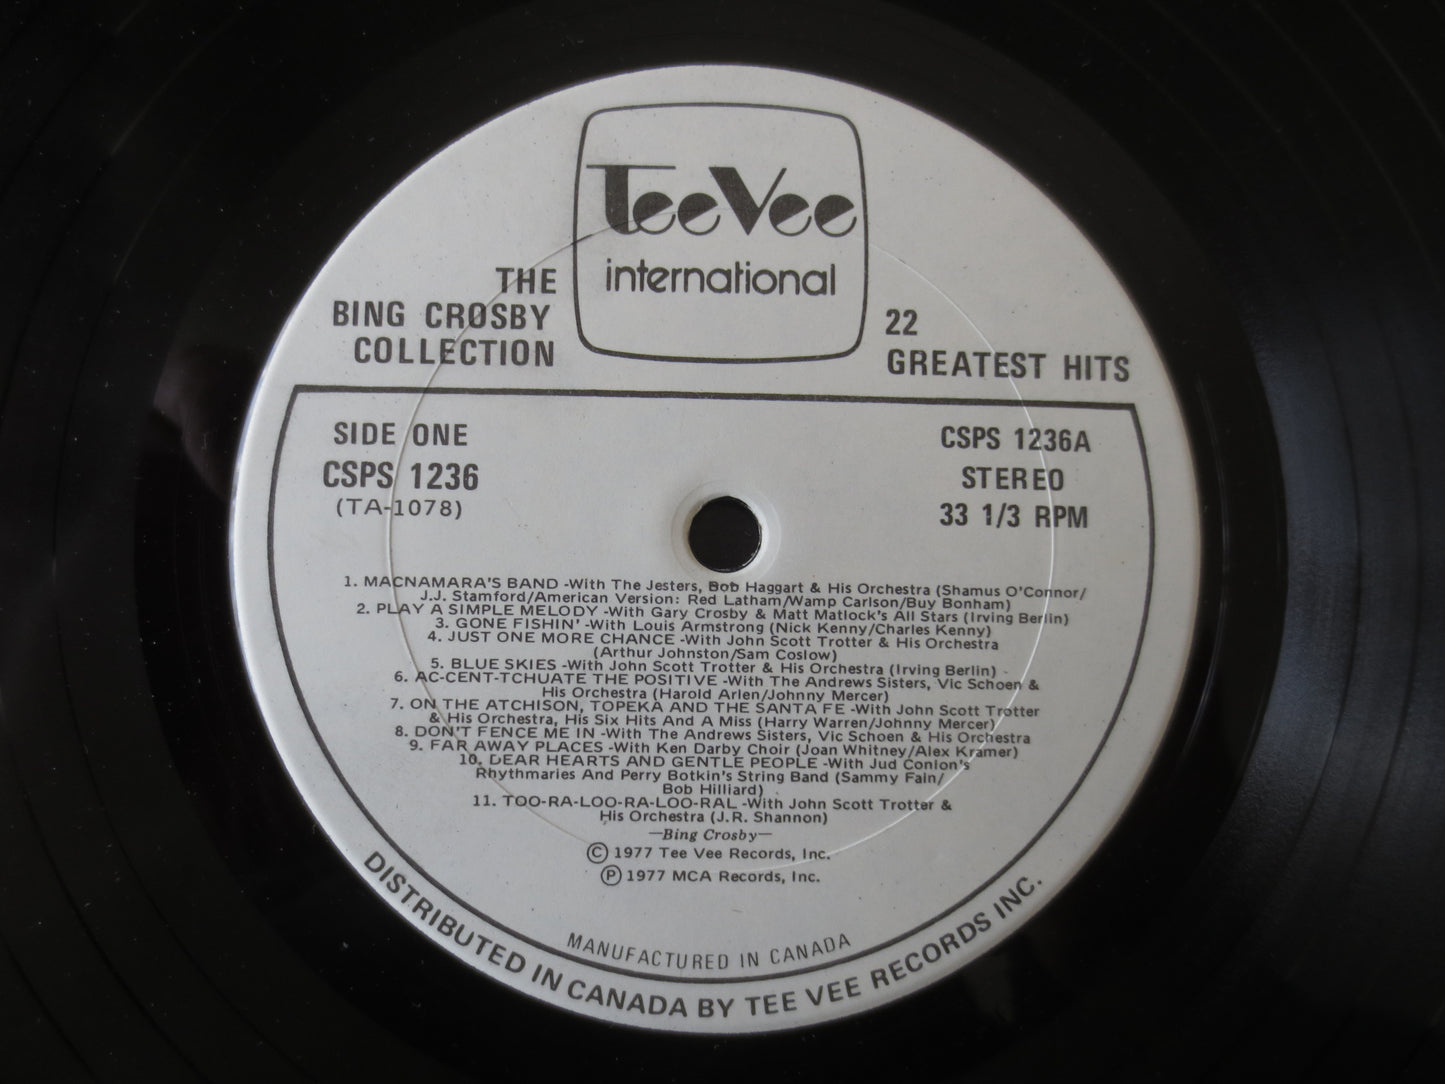 TeeVee
international
THE
BING CROSBY
COLLECTION
22
GREATEST HITS
SIDE ONE
CSPS 1236
(TA-1078)
CSPS 1236A
STEREO
33 1/3 RPM
1. MACNAMARA'S BAND -With The Jesters, Bob Haggart & His Orchestra (Shamus O'Connor/
J.J. Stamford/American Version: Red Latham/Wamp Carlson/Buy Bonham)
2. PLAY A SIMPLE MELODY -With Gary Crosby & Matt Matlock's All Stars (Irving Berlin)
3. GONE FISHIN' -With Louis Armstrong (Nick Kenny/Charles Kenny)
4. JUST ONE MORE CHANCE -With John Scott Trotter & His Orchestra
(Arthur Johnston/Sam Coslow)
5. BLUE SKIES -With John Scott Trotter & His Orchestra (Irving Berlin)
6. AC-CENT-TCHUATE THE POSITIVE -With The Andrews Sisters, Vic Schoen &
His Orchestra (Harold Arlen/Johnny Mercer)
7. ON THE ATCHISON, TOPEKA AND THE SANTA FE -With John Scott Trotter
& His Orchestra, His Six Hits And A Miss (Harry Warren/Johnny Mercer)
8. DON'T FENCE ME IN -With The Andrews Sisters, Vic Schoen & His Orchestra
9. FAR AWAY PLACES -With Ken Darby Choir (Joan Whitney/Alex Kramer)
10. DEAR HEARTS AND GENTLE PEOPLE -With Jud Conlon's
Rhythmaries And Perry Botkin's String Band (Sammy Fain/
Bob Hilliard)
11. TOO-RA-LOO-RA-LOO-RAL -With John Scott Trotter &
His Orchestra (J.R. Shannon)
—Bing Crosby—
© 1977 Tee Vee Records, Inc.
℗ 1977 MCA Records, Inc.
MANUFACTURED IN CANADA
DISTRIBUTED IN CANADA BY TEE VEE RECORDS INC.